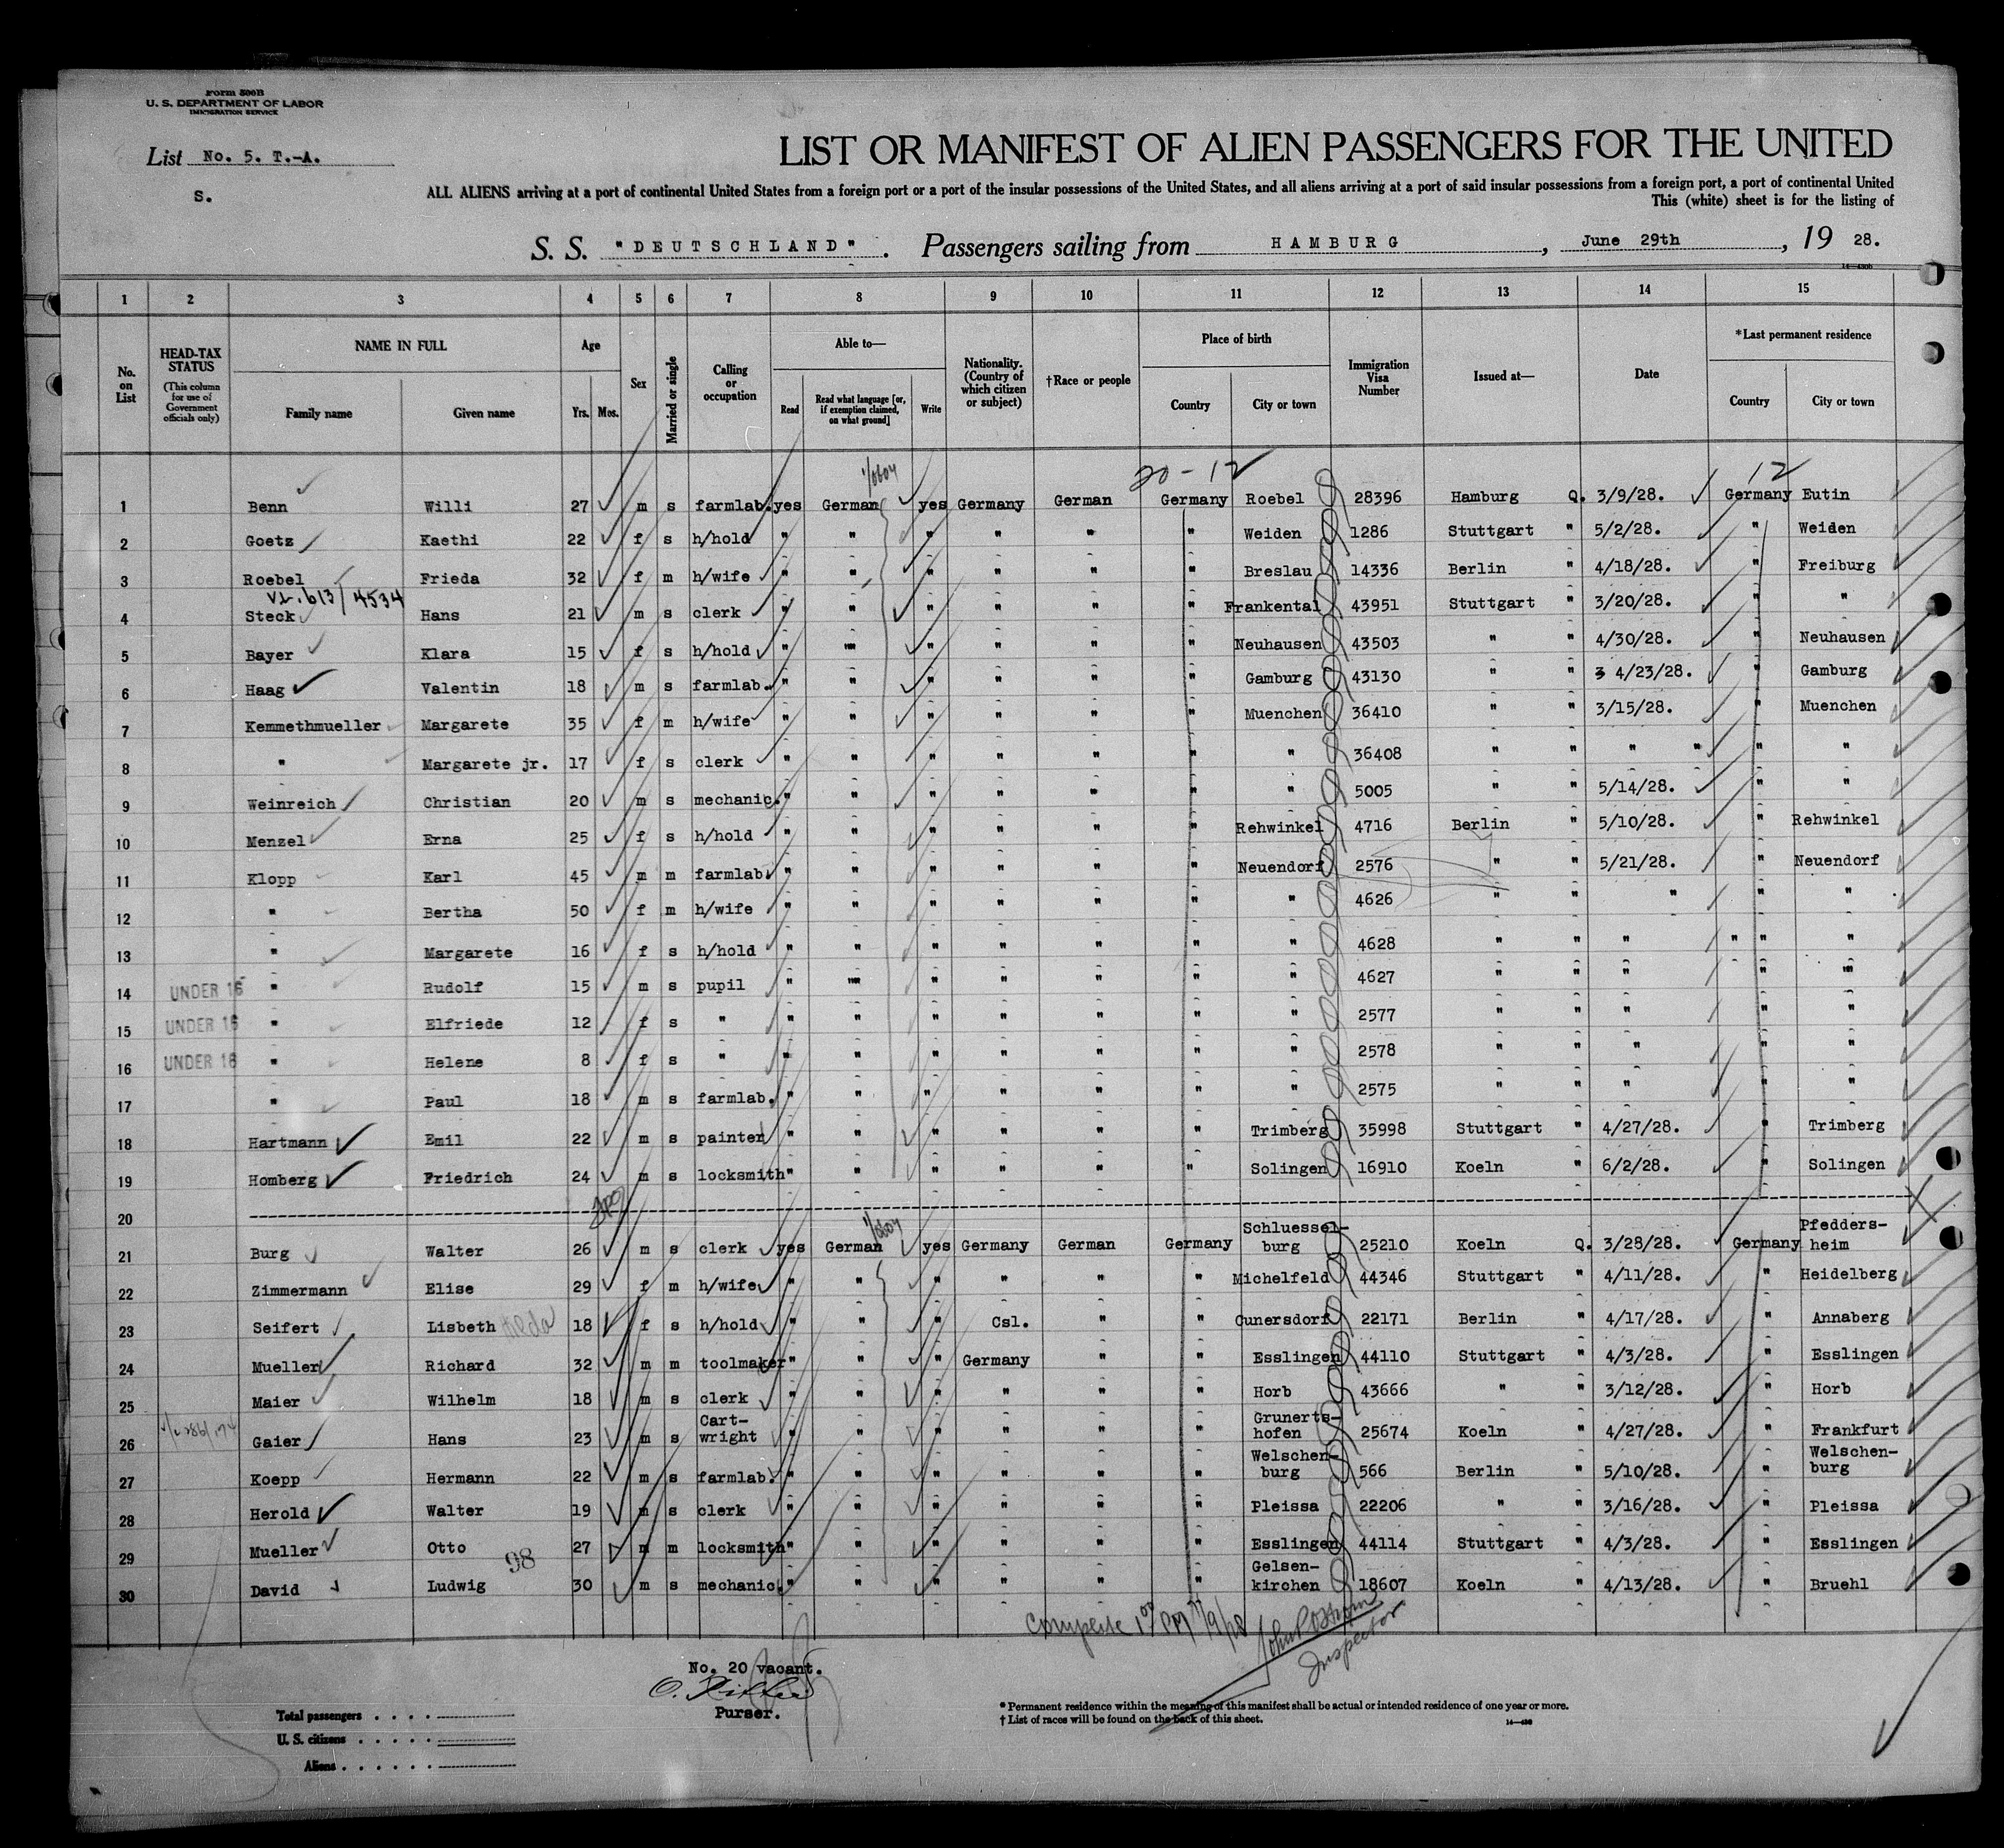 Form 500B
U. S. DEPARTMENT OF LABOR
IMMIGRATION SERVICE
List No. 5. T.-A.
S.
LIST OR MANIFEST OF ALIEN PASSENGERS FOR THE UNITED
ALL ALIENS arriving at a port of continental United States from a foreign port or a port of the insular possessions of the United States, and all aliens arriving at a port of said insular possessions from a foreign port, a port of continental United
This (white) sheet is for the listing of
S. S. "DEUTSCHLAND". Passengers sailing from HAMBURG, June 29th, 19 28.
1 2 3 4 5 6 7 8 9 10 11 12 13 14 15
No. on List
HEAD-TAX STATUS (This column for use of Government officials only)
NAME IN FULL
Family name Given name
Age
Yrs. Mos.
Sex
Married or single
Calling or occupation
Able to—
Read
Read what language [or, if exemption claimed, on what ground]
Write
Nationality. (Country of which citizen or subject)
†Race or people
Place of birth
Country City or town
Immigration Visa Number
Issued at—
Date
*Last permanent residence
Country City or town
20-12 12
1 Benn Willi 27 m s farmlab. yes German yes Germany German Germany Roebel 28396 Hamburg Q. 3/9/28. Germany Eutin
2 Goetz Kaethi 22 f s h/hold " " " " " " Weiden 1286 Stuttgart " 5/2/28. " Weiden
3 Roebel Frieda 32 f m h/wife " " " " " " Breslau 14336 Berlin " 4/18/28. " Freiburg
4534
4 Steck Hans 21 m s clerk " " " " " " Frankental 43951 Stuttgart " 3/20/28. " "
5 Bayer Klara 15 f s h/hold " " " " " " Neuhausen 43503 " " 4/30/28. " Neuhausen
6 Haag Valentin 18 m s farmlab. " " " " " " Gamburg 43130 " " 4/23/28. " Gamburg
7 Kemmethmueller Margarete 35 f m h/wife " " " " " " Muenchen 36410 " " 3/15/28. " Muenchen
8 " Margarete jr. 17 f s clerk " " " " " " " 36408 " " " " " "
9 Weinreich Christian 20 m s mechanic. " " " " " " " 5005 " " 5/14/28. " "
10 Menzel Erna 25 f s h/hold " " " " " " Rehwinkel 4716 Berlin " 5/10/28. " Rehwinkel
11 Klopp Karl 45 m m farmlab. " " " " " " Neuendorf 2576 " " 5/21/28. " Neuendorf
12 " Bertha 50 f m h/wife " " " " " " " 4626 " " " "
13 " Margarete 16 f s h/hold " " " " " " " 4628 " " " " " "
14 UNDER 16 " Rudolf 15 m s pupil " " " " " " " 4627 " " " " "
15 UNDER 16 " Elfriede 12 f s " " " " " " " " 2577 " " " " "
16 UNDER 16 " Helene 8 f s " " " " " " " " 2578 " " " " "
17 " Paul 18 m s farmlab. " " " " " " " 2575 " " " " "
18 Hartmann Emil 22 m s painter " " " " " " Trimberg 35998 Stuttgart " 4/27/28. " Trimberg
19 Homberg Friedrich 24 m s locksmith " " " " " " Solingen 16910 Koeln " 6/2/28. " Solingen
20
21 Burg Walter 26 m s clerk yes German yes Germany German Germany Schluessel-burg 25210 Koeln Q. 3/28/28. Germany Pfedders-heim
22 Zimmermann Elise 29 f m h/wife " " " " " " Michelfeld 44346 Stuttgart " 4/11/28. " Heidelberg
23 Seifert Lisbeth 18 f s h/hold " " " Csl. " " Cunersdorf 22171 Berlin " 4/17/28. " Annaberg
24 Mueller Richard 32 m m toolmaker " " " Germany " " Esslingen 44110 Stuttgart " 4/3/28. " Esslingen
25 Maier Wilhelm 18 m s clerk " " " " " " Horb 43666 " " 3/12/28. " Horb
26 Gaier Hans 23 m s Cart-wright " " " " " " Grunerts-hofen 25674 Koeln " 4/27/28. " Frankfurt
27 Koepp Hermann 22 m s farmlab. " " " " " " Welschen-burg 566 Berlin " 5/10/28. " Welschen-burg
28 Herold Walter 19 m s clerk " " " " " " Pleissa 22206 " " 3/16/28. " Pleissa
29 Mueller Otto 27 m m locksmith " " " " " " Esslingen 44114 Stuttgart " 4/3/28. " Esslingen
98
30 David Ludwig 30 m s mechanic. " " " " " " Gelsen-kirchen 18607 Koeln " 4/13/28. " Bruehl
Inspector
No. 20 vacant.
Purser.
Total passengers . . . .
U. S. citizens . . . . .
Aliens . . . . . .
* Permanent residence within the meaning of this manifest shall be actual or intended residence of one year or more.
† List of races will be found on the back of this sheet.